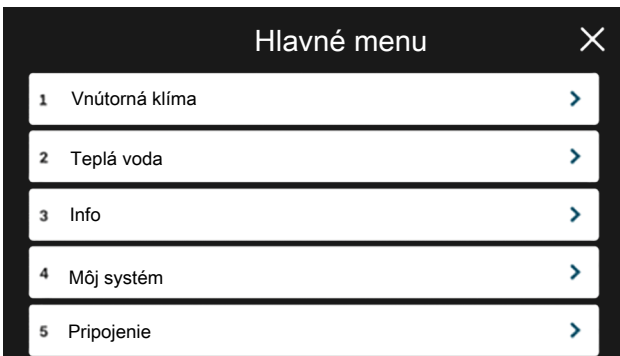 Hlavné menu
1 Vnútorná klíma
2 Teplá voda
3 Info
4 Môj systém
5 Pripojenie